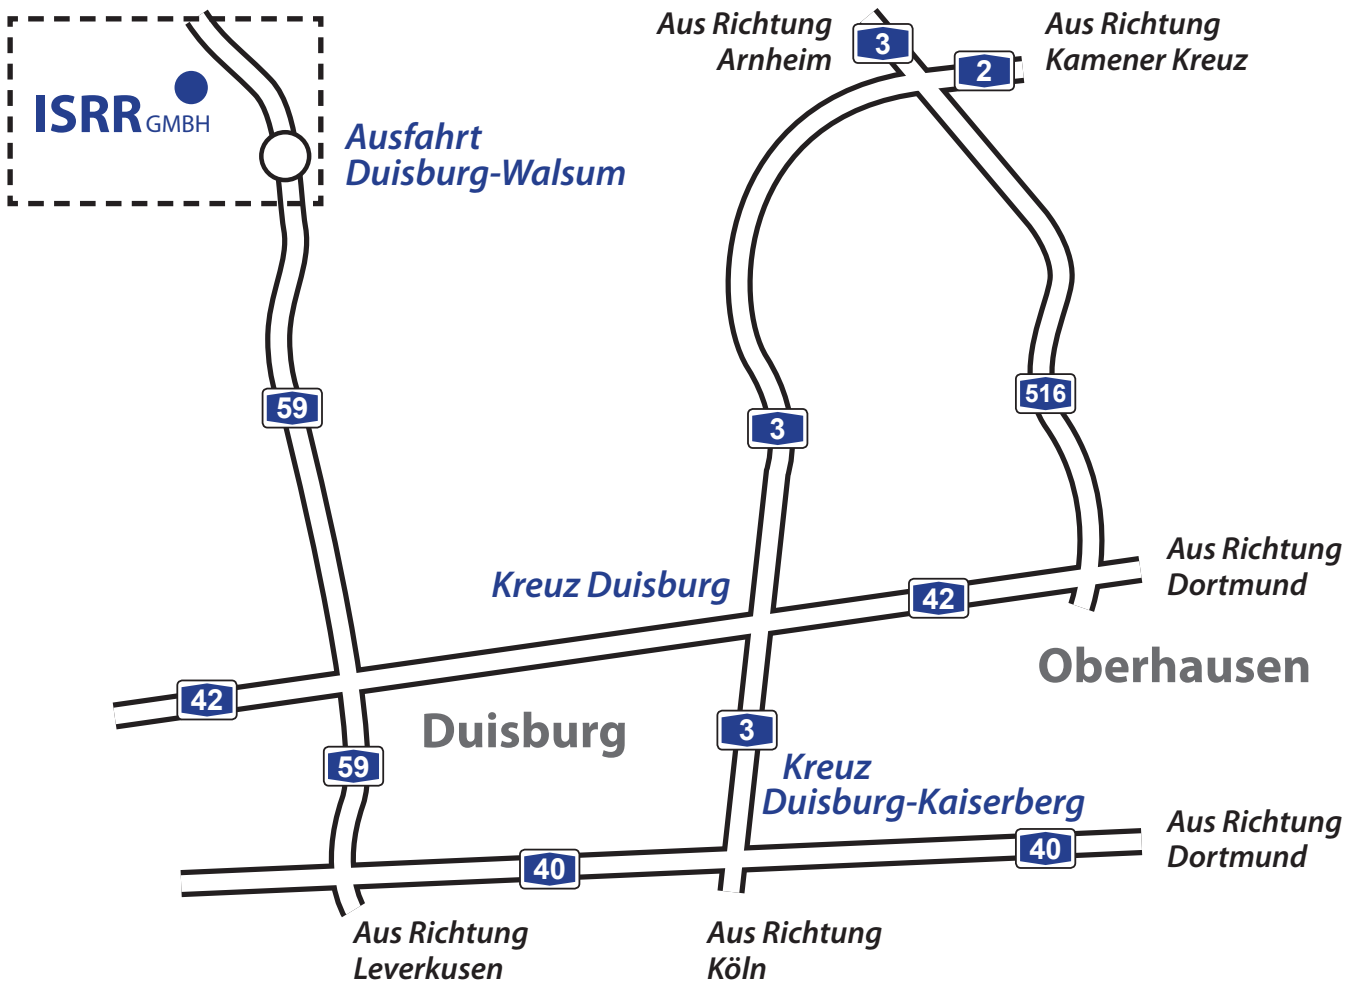 Aus Richtung
Arnheim
3
2
Aus Richtung
Kamener Kreuz
ISRR GMBH
Ausfahrt
Duisburg-Walsum
59
3
516
Kreuz Duisburg
42
Aus Richtung
Dortmund
Oberhausen
42
Duisburg
3
59
Kreuz
Duisburg-Kaiserberg
40
40
Aus Richtung
Dortmund
Aus Richtung
Leverkusen
Aus Richtung
Köln